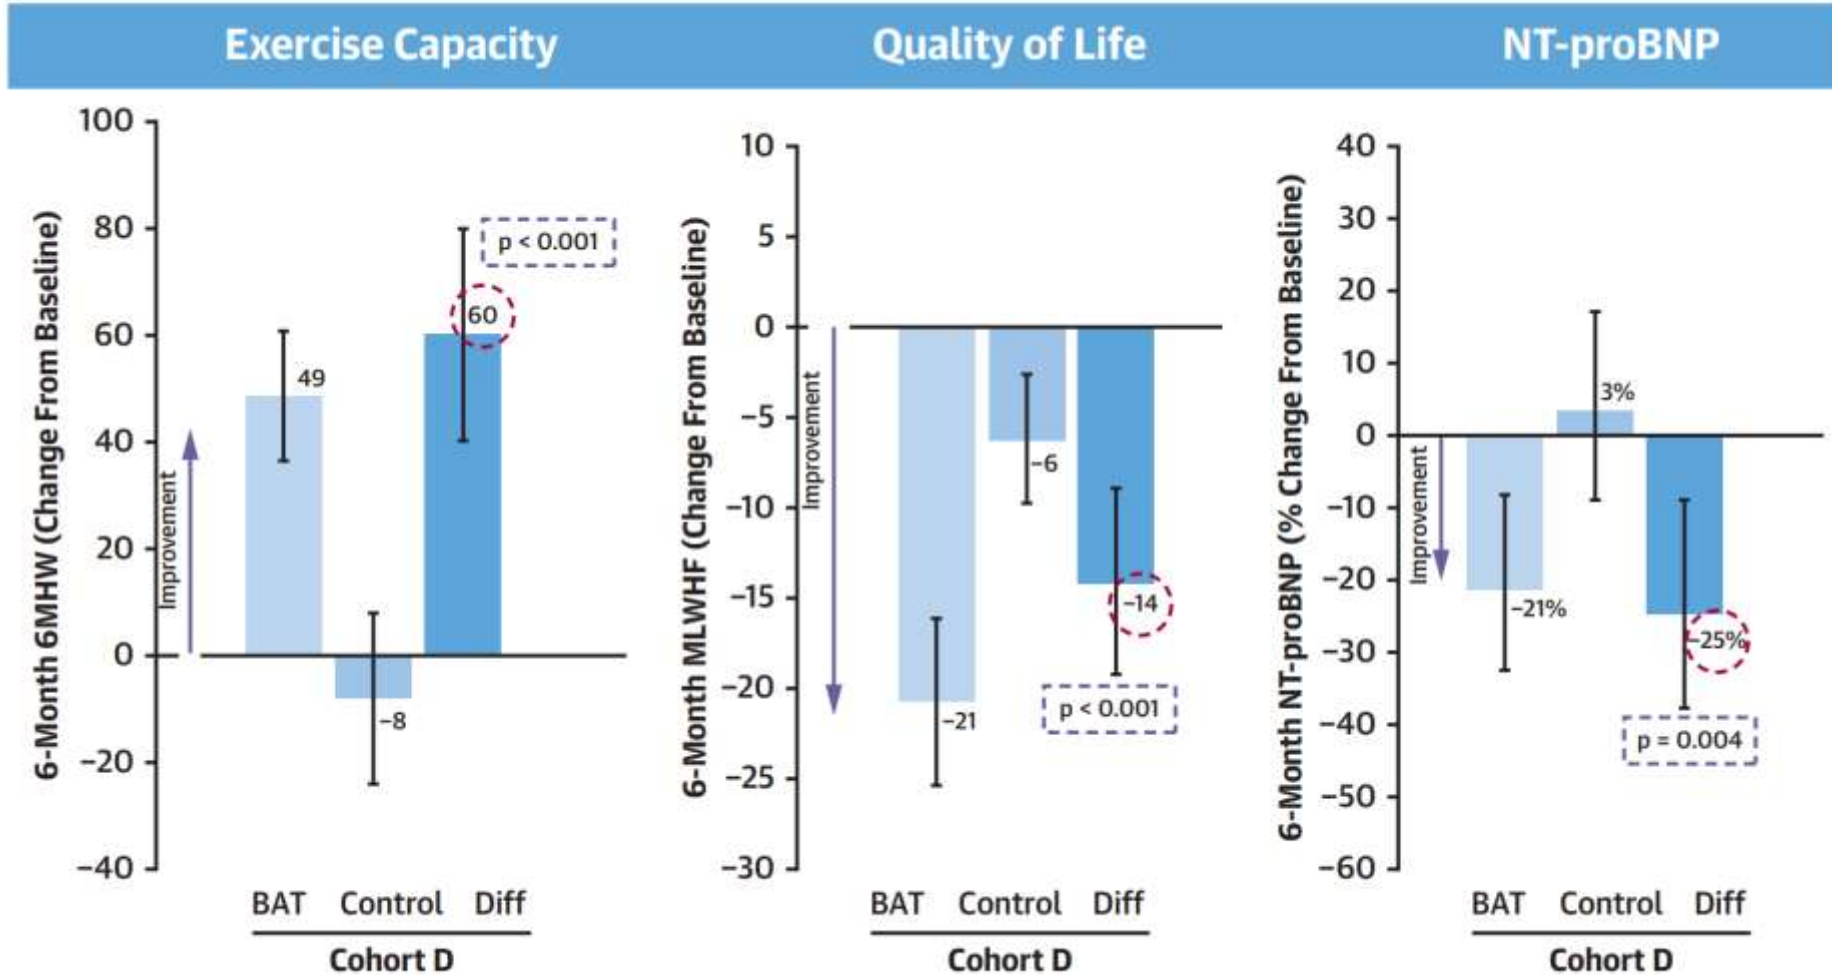 Exercise Capacity
Quality of Life
NT-proBNP
6-Month 6MHW (Change From Baseline)
100
80
60
40
20
0
−20
−40
Improvement
49
−8
60
p < 0.001
BAT
Control
Diff
Cohort D
6-Month MLWHF (Change From Baseline)
10
5
0
−5
−10
−15
−20
−25
−30
Improvement
−21
−6
−14
p < 0.001
BAT
Control
Diff
Cohort D
6-Month NT-proBNP (% Change From Baseline)
40
30
20
10
0
−10
−20
−30
−40
−50
−60
Improvement
−21%
3%
−25%
p = 0.004
BAT
Control
Diff
Cohort D